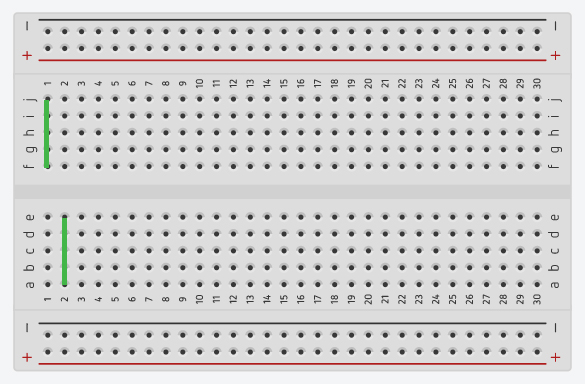 − −
+ +
1 2 3 4 5 6 7 8 9 10 11 12 13 14 15 16 17 18 19 20 21 22 23 24 25 26 27 28 29 30
j j
i i
h h
g g
f f
e e
d d
c c
b b
a a
1 2 3 4 5 6 7 8 9 10 11 12 13 14 15 16 17 18 19 20 21 22 23 24 25 26 27 28 29 30
− −
+ +